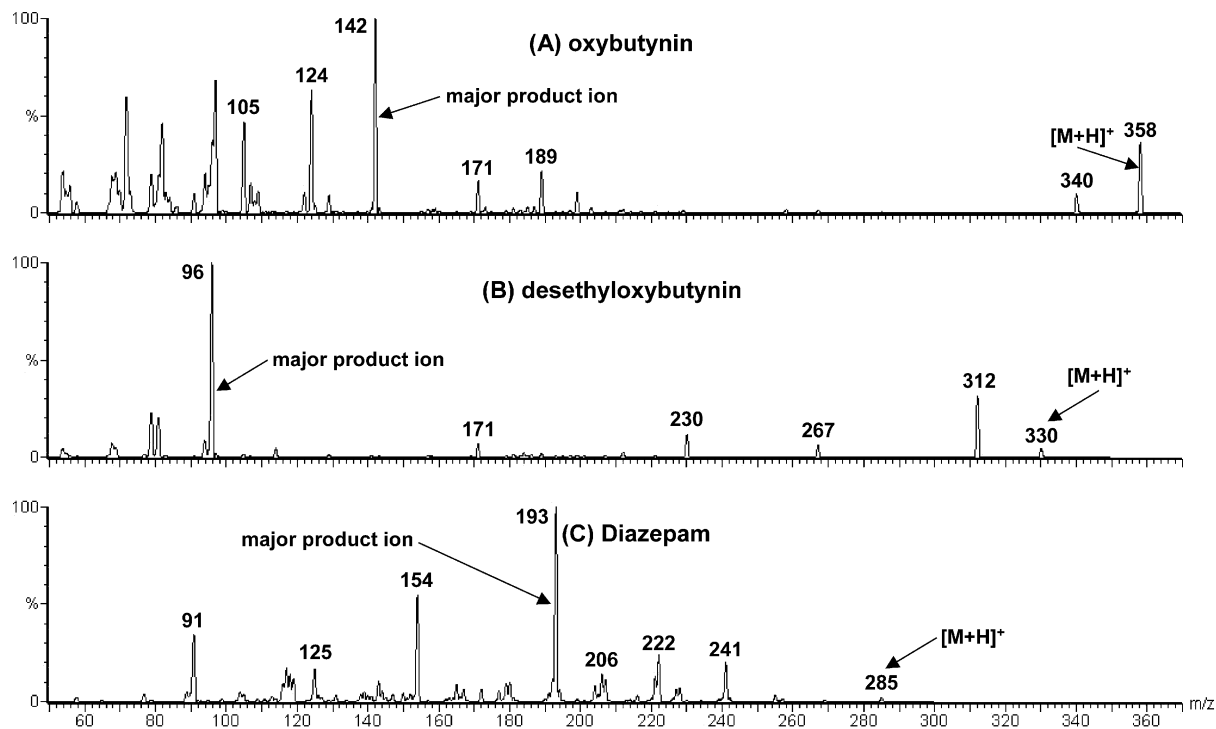 100
142
(A) oxybutynin
124
major product ion
105
%
358
[M+H]+
189
171
340
0
100
96
(B) desethyloxybutynin
major product ion
%
[M+H]+
312
230
171
267
330
0
100
193
(C) Diazepam
major product ion
154
%
91
[M+H]+
222
241
125
206
285
0
m/z
60 80 100 120 140 160 180 200 220 240 260 280 300 320 340 360